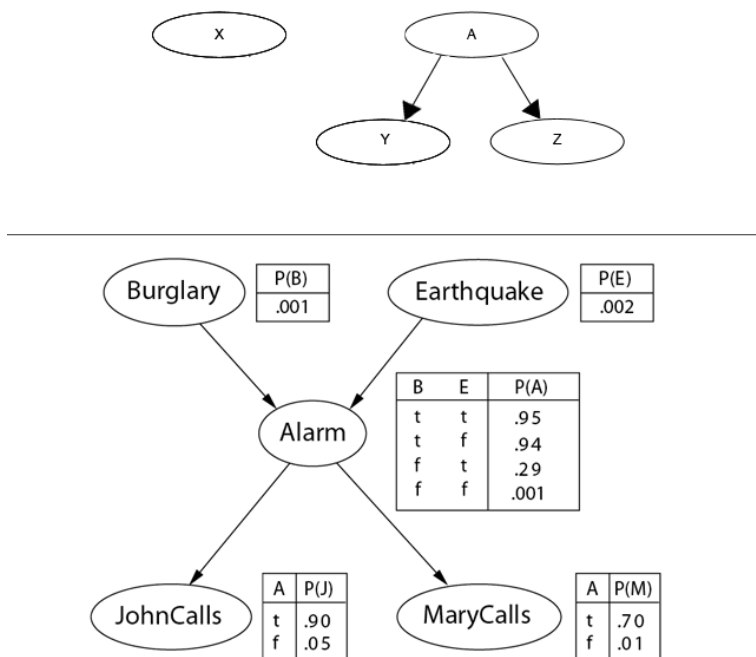 X
A
Y
Z
Burglary
P(B)
.001
Earthquake
P(E)
.002
Alarm
B E P(A)
t t .95
t f .94
f t .29
f f .001
JohnCalls
A P(J)
t .90
f .05
MaryCalls
A P(M)
t .70
f .01